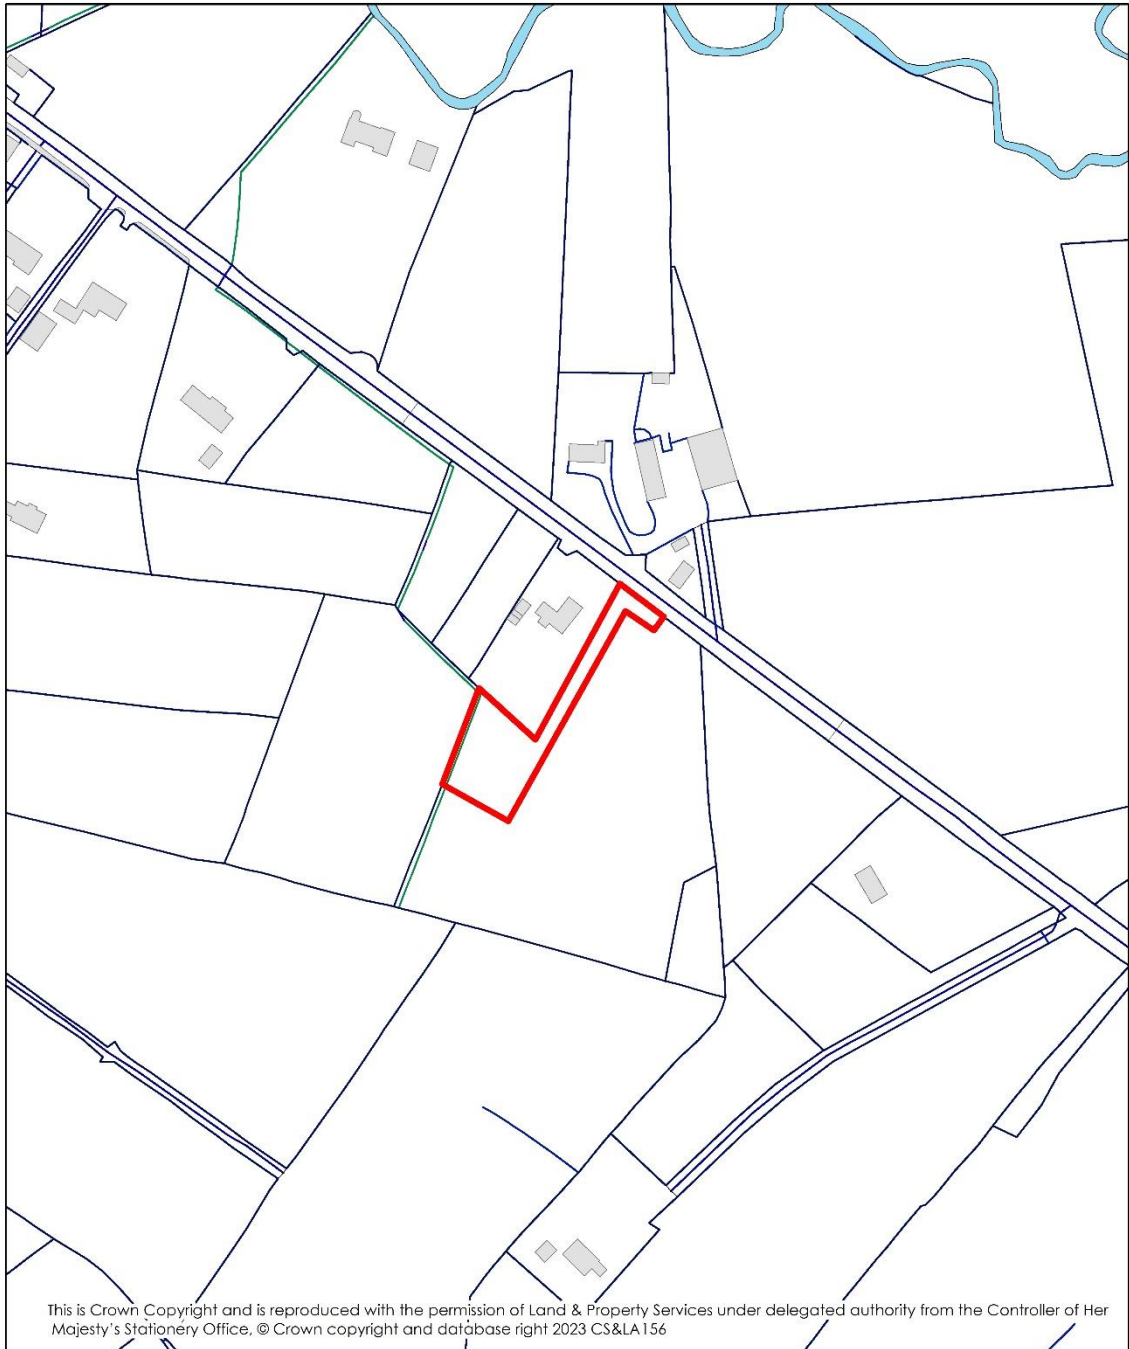 This is Crown Copyright and is reproduced with the permission of Land & Property Services under delegated authority from the Controller of Her
Majesty's Stationery Office, © Crown copyright and database right 2023 CS&LA156